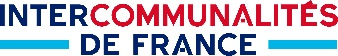 INTERCOMMUNALITÉS
DE FRANCE